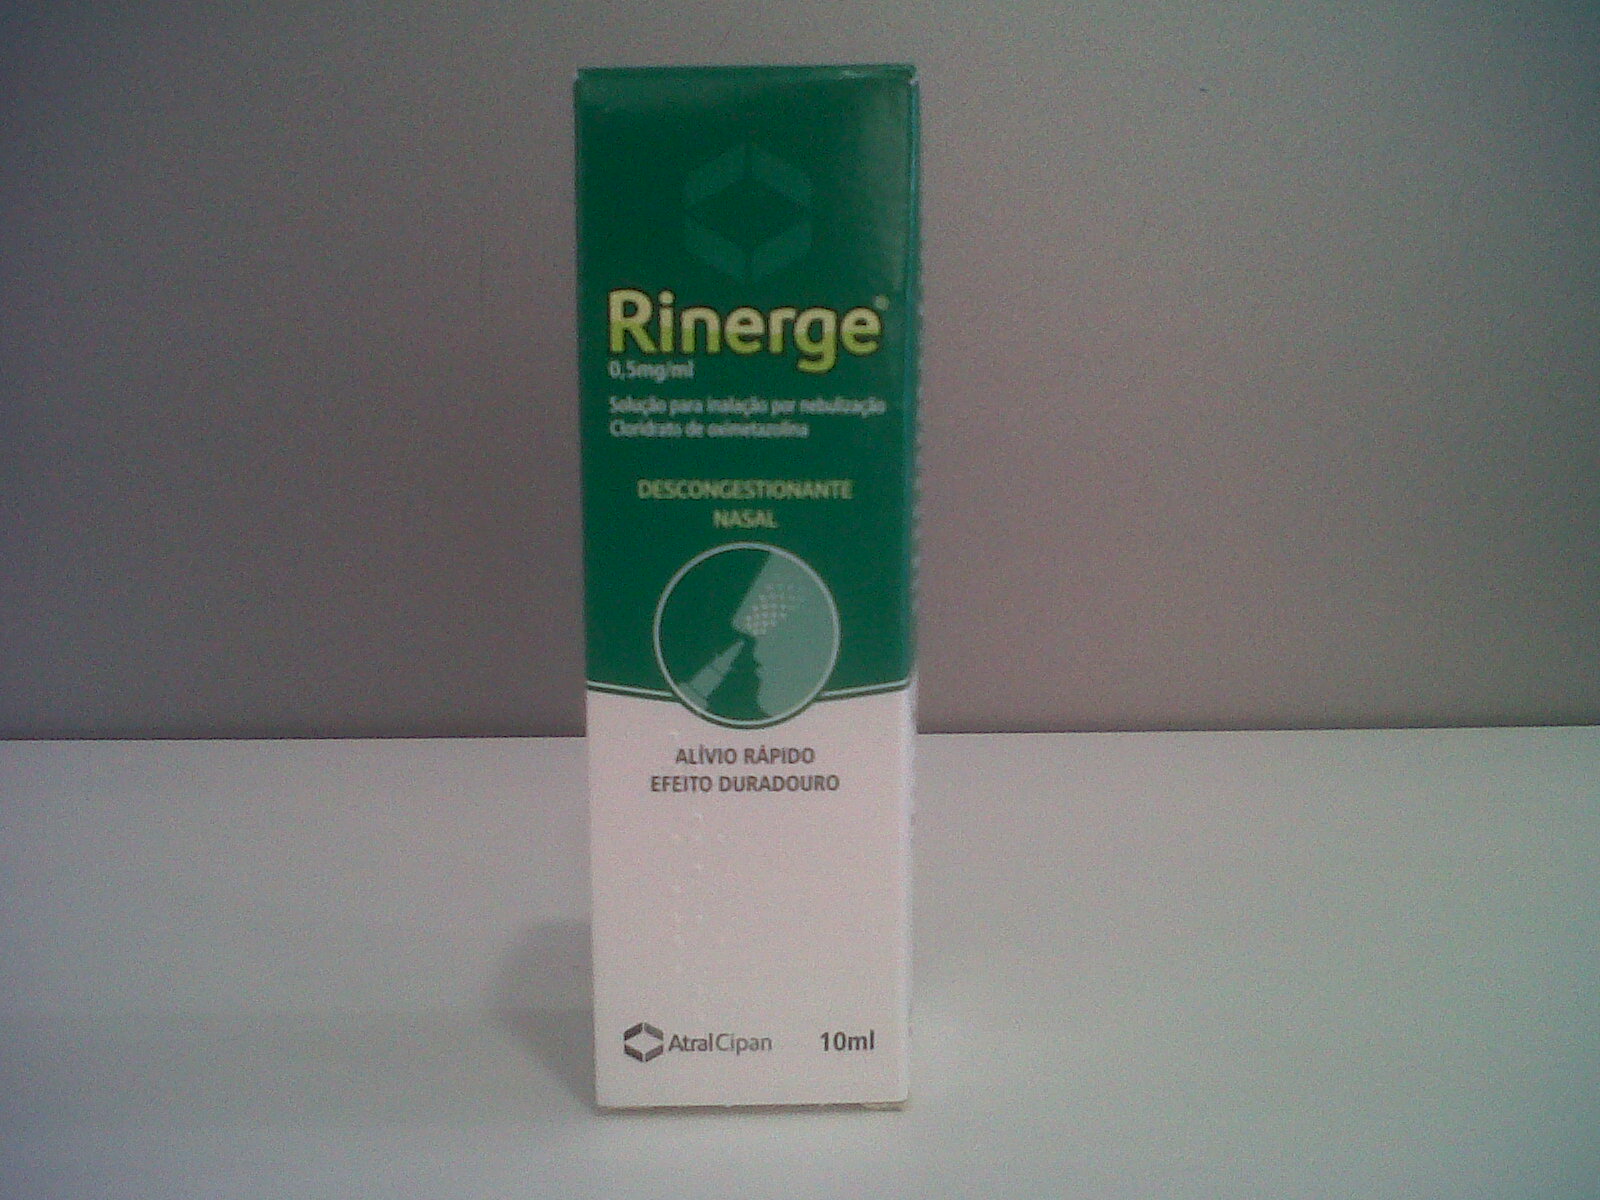 Rinerge®
0,5mg/ml
Solução para inalação por nebulização
Cloridrato de oximetazolina
DESCONGESTIONANTE
NASAL
ALÍVIO RÁPIDO
EFEITO DURADOURO
AtralCipan 10ml